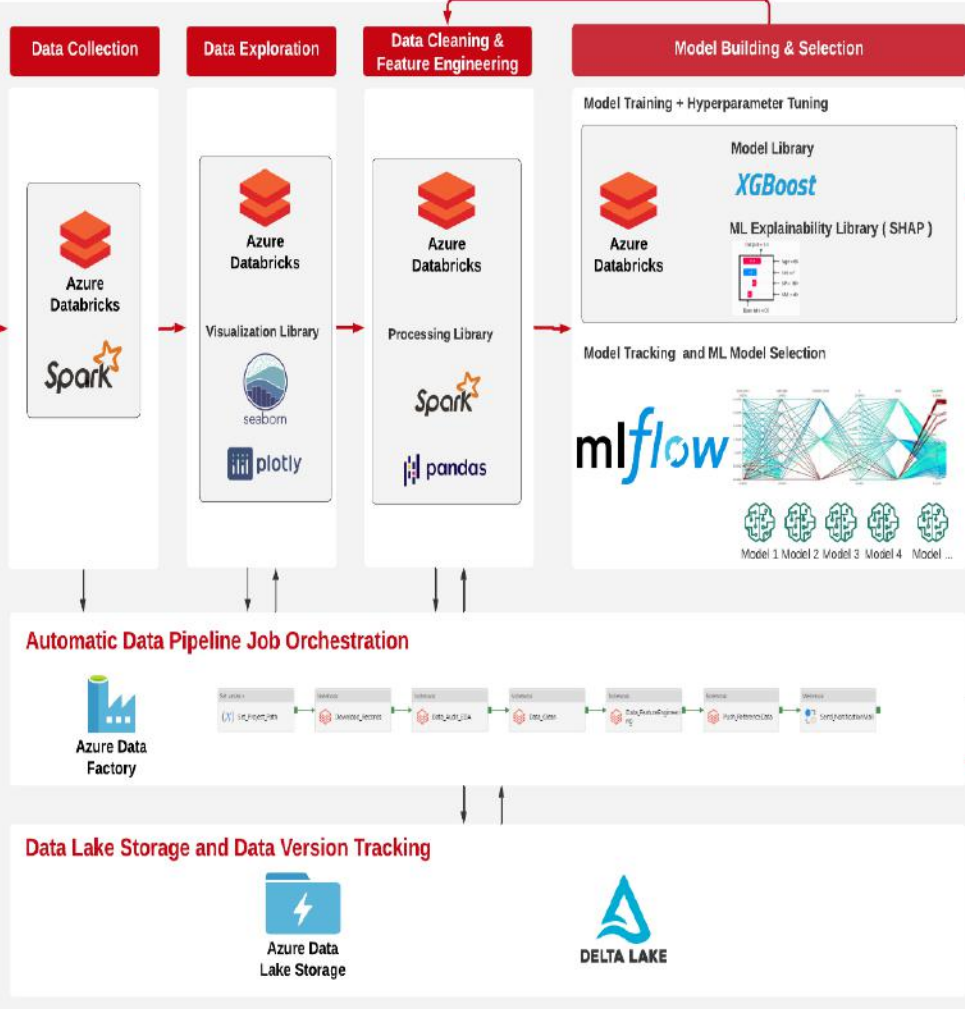 Data Collection
Data Exploration
Data Cleaning &
Feature Engineering
Model Building & Selection
Azure
Databricks
Spark
Azure
Databricks
Visualization Library
seaborn
plotly
Azure
Databricks
Processing Library
Spark
pandas
Model Training + Hyperparameter Tuning
Azure
Databricks
Model Library
XGBoost
ML Explainability Library ( SHAP )
Model Tracking and ML Model Selection
mlflow
Model 1 Model 2 Model 3 Model 4 Model ...
Automatic Data Pipeline Job Orchestration
Azure Data
Factory
(X) Set_Project_Path
Data_Audit_EDA
Data_Clean
Push_ReferenceData
Data Lake Storage and Data Version Tracking
Azure Data
Lake Storage
DELTA LAKE